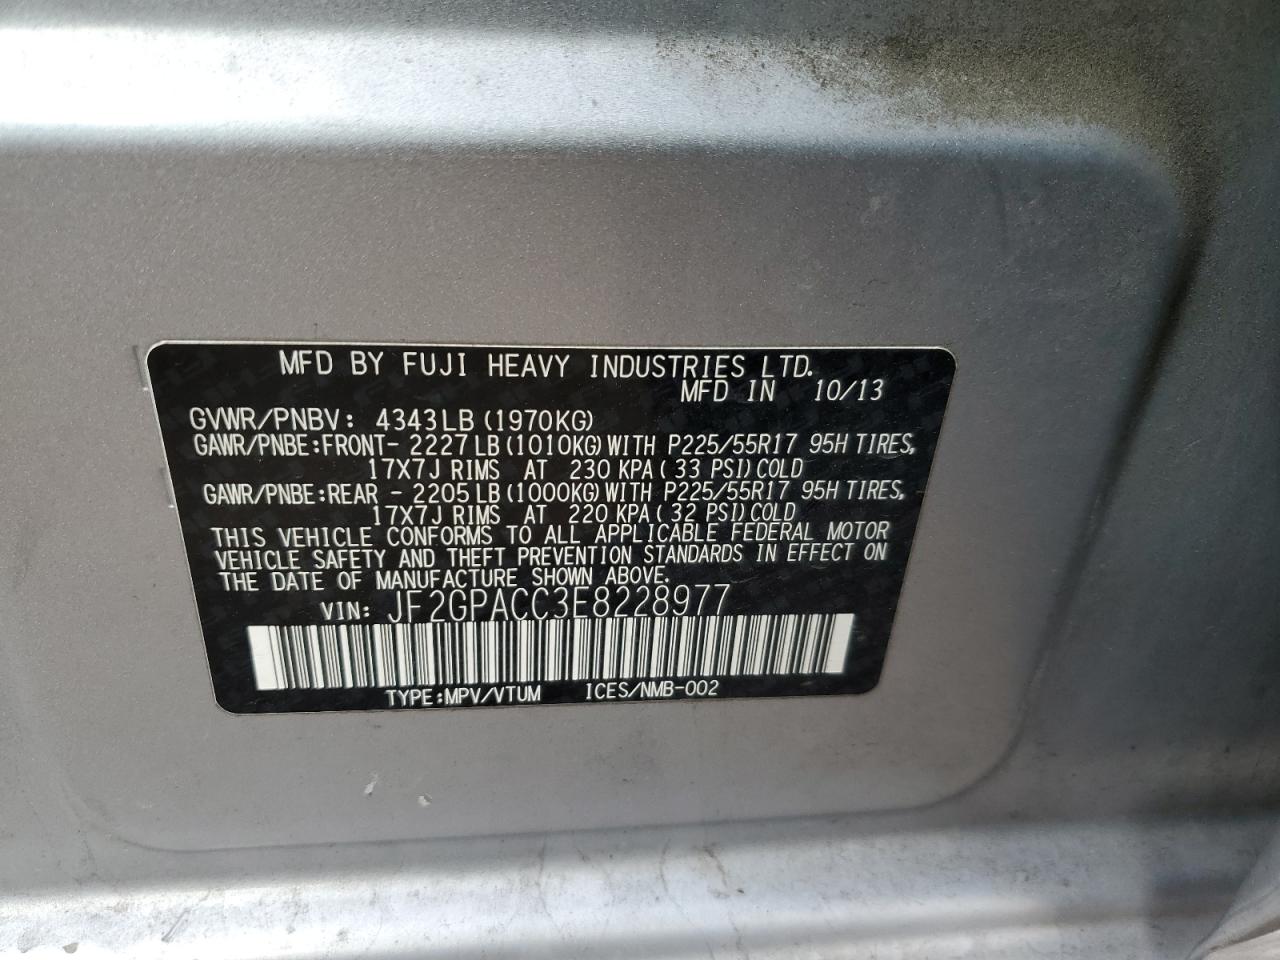 MFD BY FUJI HEAVY INDUSTRIES LTD.
MFD IN 10/13
GVWR/PNBV: 4343LB (1970KG)
GAWR/PNBE:FRONT- 2227LB (1010KG) WITH P225/55R17 95H TIRES,
17X7J RIMS AT 230 KPA ( 33 PSI) COLD
GAWR/PNBE:REAR - 2205LB (1000KG) WITH P225/55R17 95H TIRES,
17X7J RIMS AT 220 KPA ( 32 PSI) COLD
THIS VEHICLE CONFORMS TO ALL APPLICABLE FEDERAL MOTOR
VEHICLE SAFETY AND THEFT PREVENTION STANDARDS IN EFFECT ON
THE DATE OF MANUFACTURE SHOWN ABOVE.
VIN: JF2GPACC3E8228977
TYPE:MPV/VTUM ICES/NMB-002